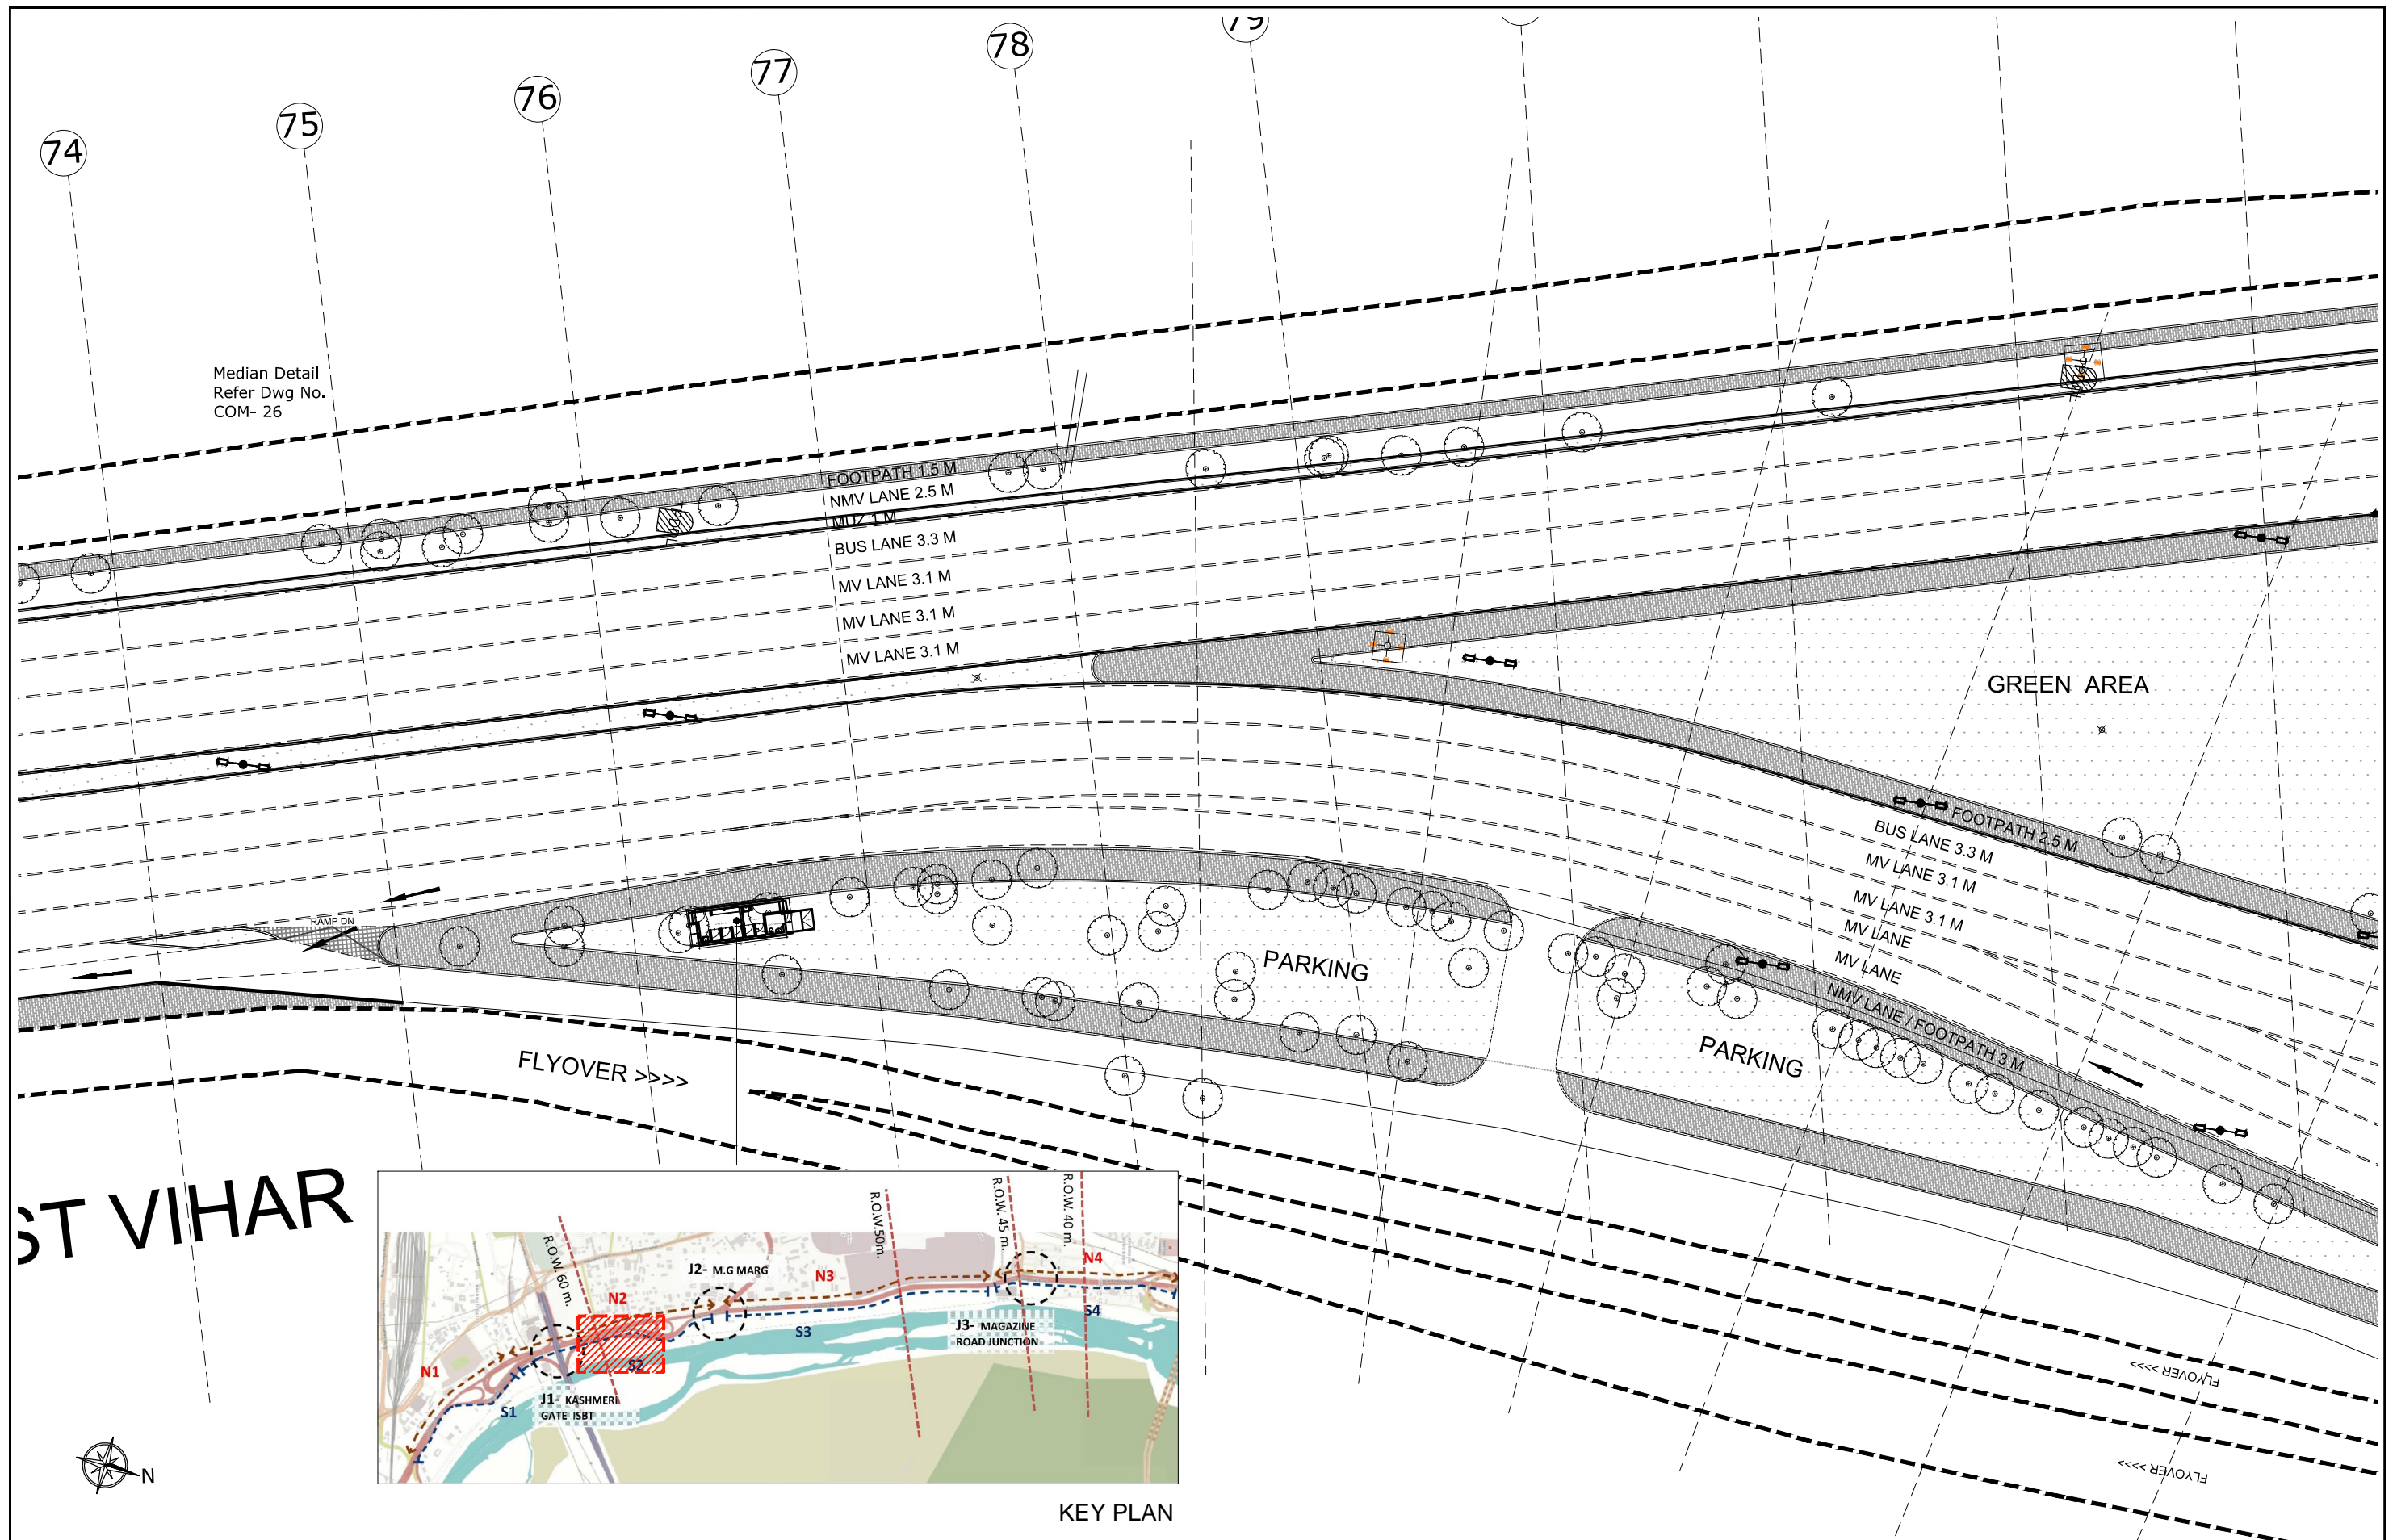 74
75
76
77
78
79
Median Detail
Refer Dwg No.
COM- 26
FOOTPATH 1.5 M
NMV LANE 2.5 M
MUZ 1 M
BUS LANE 3.3 M
MV LANE 3.1 M
MV LANE 3.1 M
MV LANE 3.1 M
GREEN AREA
FOOTPATH 2.5 M
BUS LANE 3.3 M
MV LANE 3.1 M
MV LANE 3.1 M
MV LANE
MV LANE
NMV LANE / FOOTPATH 3 M
RAMP DN
PARKING
PARKING
FLYOVER >>>>
FLYOVER >>>>
FLYOVER >>>>
ST VIHAR
R.O.W. 60 m.
R.O.W.50m.
R.O.W. 45 m.
R.O.W. 40 m.
J2- M.G MARG
N3
N4
N2
S4
S3
J3- MAGAZINE
ROAD JUNCTION
S2
N1
S1
J1- KASHMERI
GATE ISBT
N
KEY PLAN